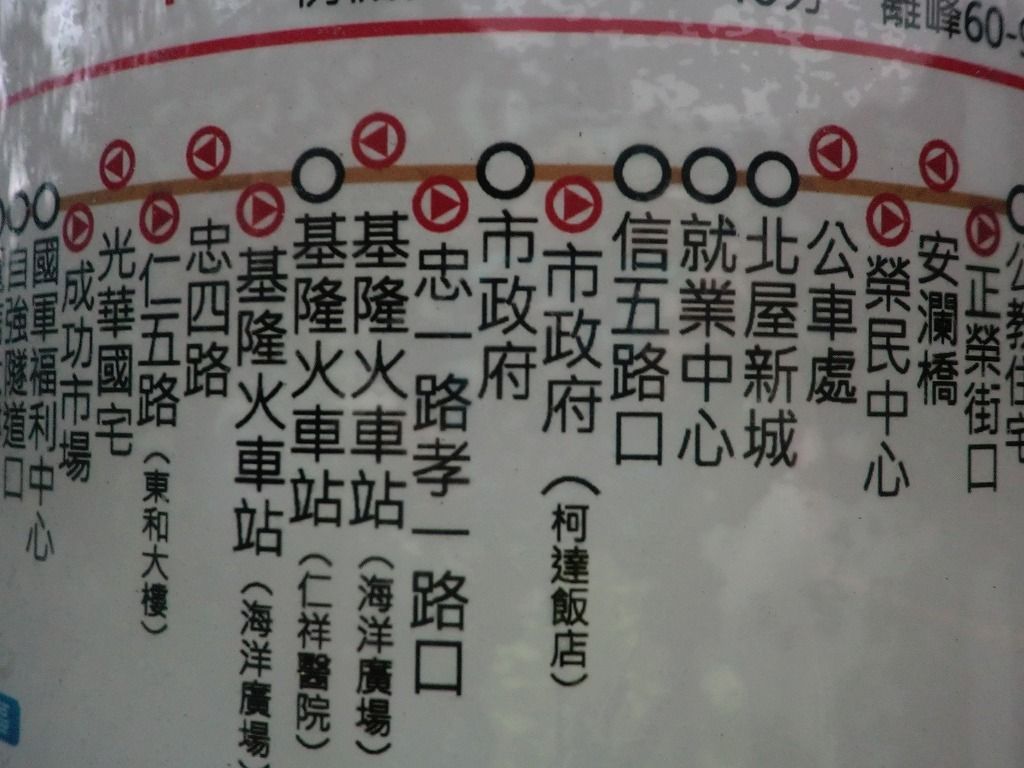 離峰60-
自強隧道口
國軍福利中心
成功市場
光華國宅
仁五路(東和大樓)
忠四路
基隆火車站(海洋廣場)
基隆火車站(仁祥醫院)
基隆火車站(海洋廣場)
忠一路孝一路口
市政府
市政府(柯達飯店)
信五路口
就業中心
北屋新城
公車處
榮民中心
安瀾橋
正榮街口
公教住宅